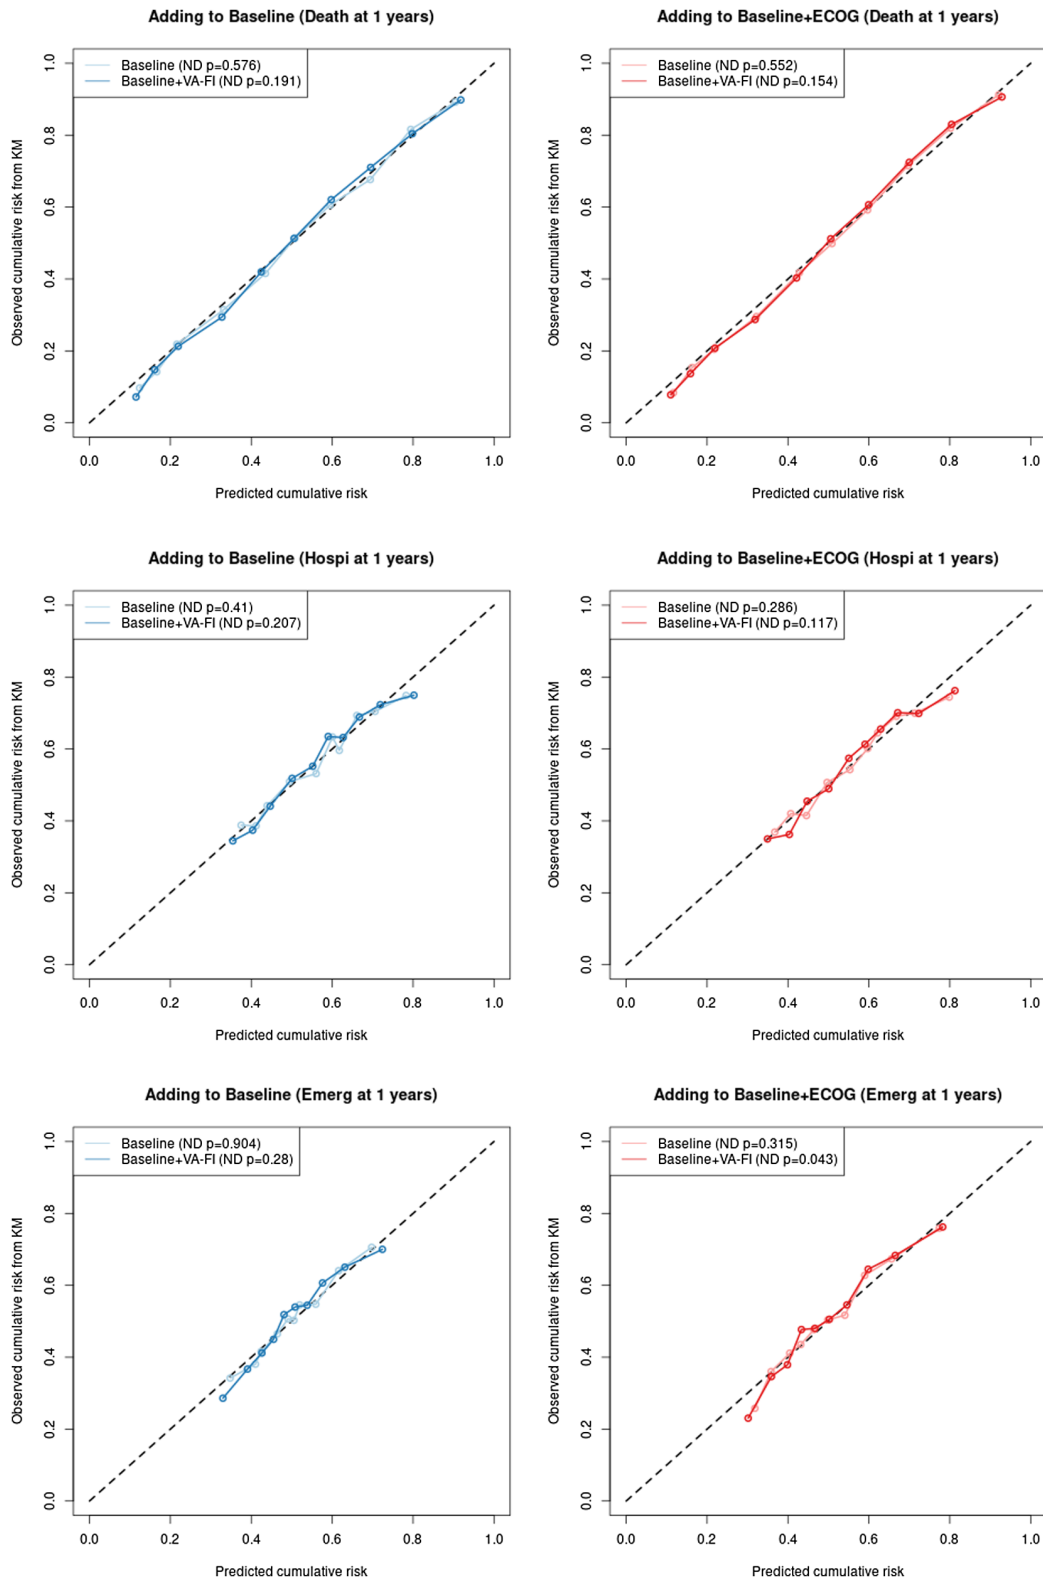 Adding to Baseline (Death at 1 years)
Baseline (ND p=0.576)
Baseline+VA-FI (ND p=0.191)
Observed cumulative risk from KM
0.0 0.2 0.4 0.6 0.8 1.0
0.0 0.2 0.4 0.6 0.8 1.0
Predicted cumulative risk
Adding to Baseline+ECOG (Death at 1 years)
Baseline (ND p=0.552)
Baseline+VA-FI (ND p=0.154)
Observed cumulative risk from KM
0.0 0.2 0.4 0.6 0.8 1.0
0.0 0.2 0.4 0.6 0.8 1.0
Predicted cumulative risk
Adding to Baseline (Hospi at 1 years)
Baseline (ND p=0.41)
Baseline+VA-FI (ND p=0.207)
Observed cumulative risk from KM
0.0 0.2 0.4 0.6 0.8 1.0
0.0 0.2 0.4 0.6 0.8 1.0
Predicted cumulative risk
Adding to Baseline+ECOG (Hospi at 1 years)
Baseline (ND p=0.286)
Baseline+VA-FI (ND p=0.117)
Observed cumulative risk from KM
0.0 0.2 0.4 0.6 0.8 1.0
0.0 0.2 0.4 0.6 0.8 1.0
Predicted cumulative risk
Adding to Baseline (Emerg at 1 years)
Baseline (ND p=0.904)
Baseline+VA-FI (ND p=0.28)
Observed cumulative risk from KM
0.0 0.2 0.4 0.6 0.8 1.0
0.0 0.2 0.4 0.6 0.8 1.0
Predicted cumulative risk
Adding to Baseline+ECOG (Emerg at 1 years)
Baseline (ND p=0.315)
Baseline+VA-FI (ND p=0.043)
Observed cumulative risk from KM
0.0 0.2 0.4 0.6 0.8 1.0
0.0 0.2 0.4 0.6 0.8 1.0
Predicted cumulative risk